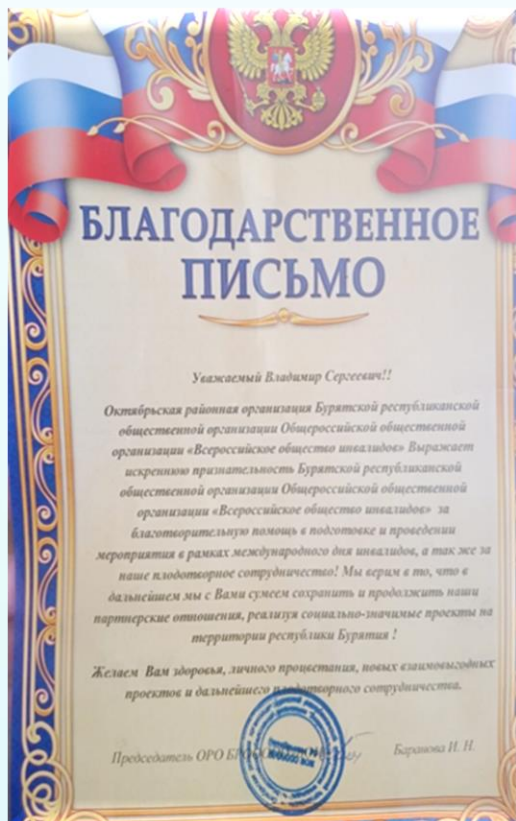 БЛАГОДАРСТВЕННОЕ
ПИСЬМО
Уважаемый Владимир Сергеевич!!
Октябрьская районная организация Бурятской республиканской
общественной организации Общероссийской общественной
организации «Всероссийское общество инвалидов» Выражает
искреннюю признательность Бурятской республиканской
общественной организации Общероссийской общественной
организации «Всероссийское общество инвалидов» за
благотворительную помощь в подготовке и проведении
мероприятия в рамках международного дня инвалидов, а так же за
наше плодотворное сотрудничество! Мы верим в то, что в
дальнейшем мы с Вами сумеем сохранить и продолжить наши
партнерские отношения, реализуя социально-значимые проекты на
территории республики Бурятия !
Желаем Вам здоровья, личного процветания, новых взаимовыгодных
проектов и дальнейшего плодотворного сотрудничества.
Председатель ОРО Баранова И. Н.